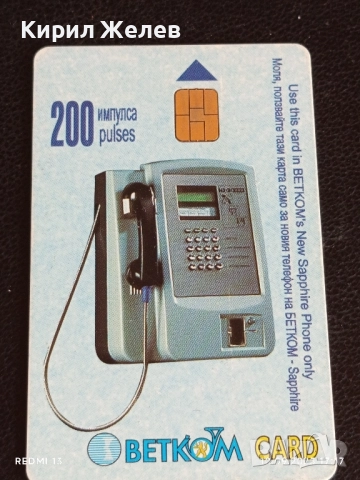 Кирил Желев
200 импулса
pulses
Use this card in BETKOM's New Sapphire Phone only
Моля, ползвайте тази карта само за новия телефон на БЕТКОМ - Sapphire
BETKOM CARD
REDMI